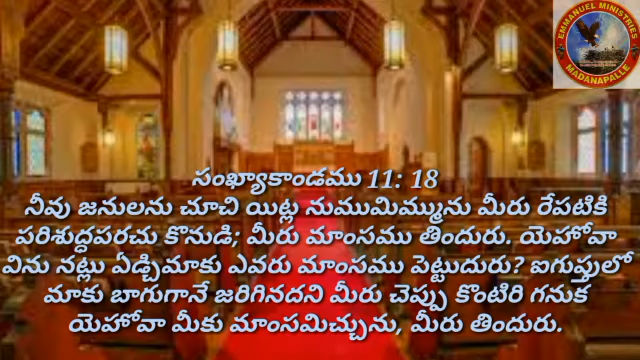 EMMANUEL MINISTRIES
MADANAPALLE
సంఖ్యాకాండము 11: 18
నీవు జనులను చూచి యిట్ల నుముమిమ్మును మీరు రేపటికి
పరిశుద్ధపరచు కొనుడి; మీరు మాంసము తిందురు. యెహోవా
విను నట్లు ఏడ్చిమాకు ఎవరు మాంసము పెట్టుదురు? ఐగుప్తులో
మాకు బాగుగానే జరిగినదని మీరు చెప్పు కొంటిరి గనుక
యెహోవా మీకు మాంసమిచ్చును, మీరు తిందురు.